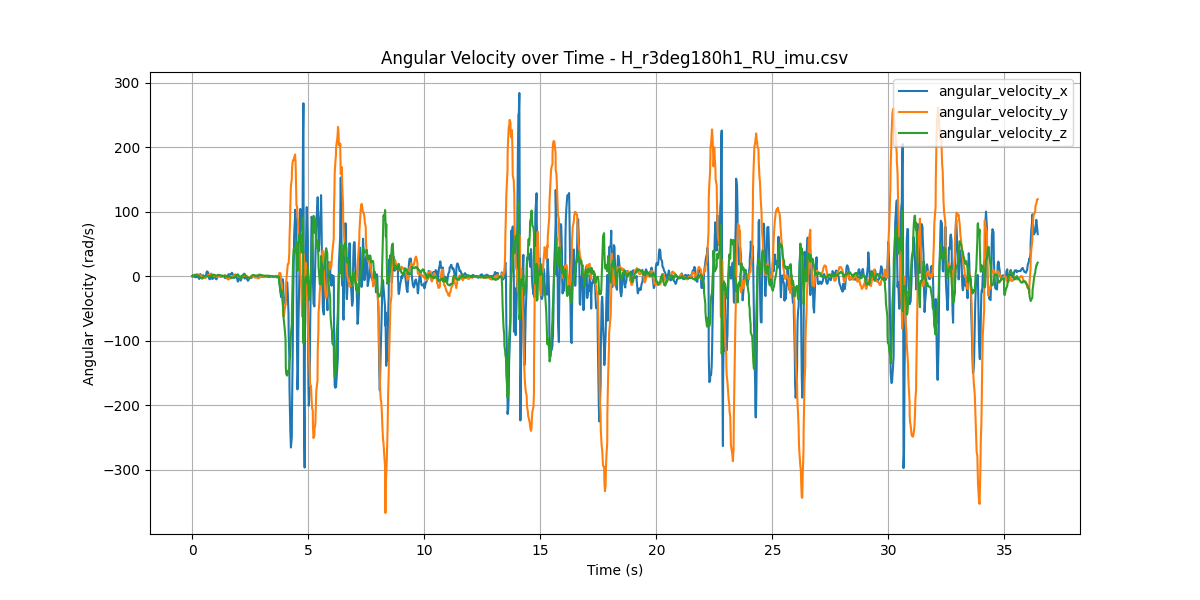 Angular Velocity over Time - H_r3deg180h1_RU_imu.csv
300
200
100
0
−100
−200
−300
Angular Velocity (rad/s)
angular_velocity_x
angular_velocity_y
angular_velocity_z
0 5 10 15 20 25 30 35
Time (s)